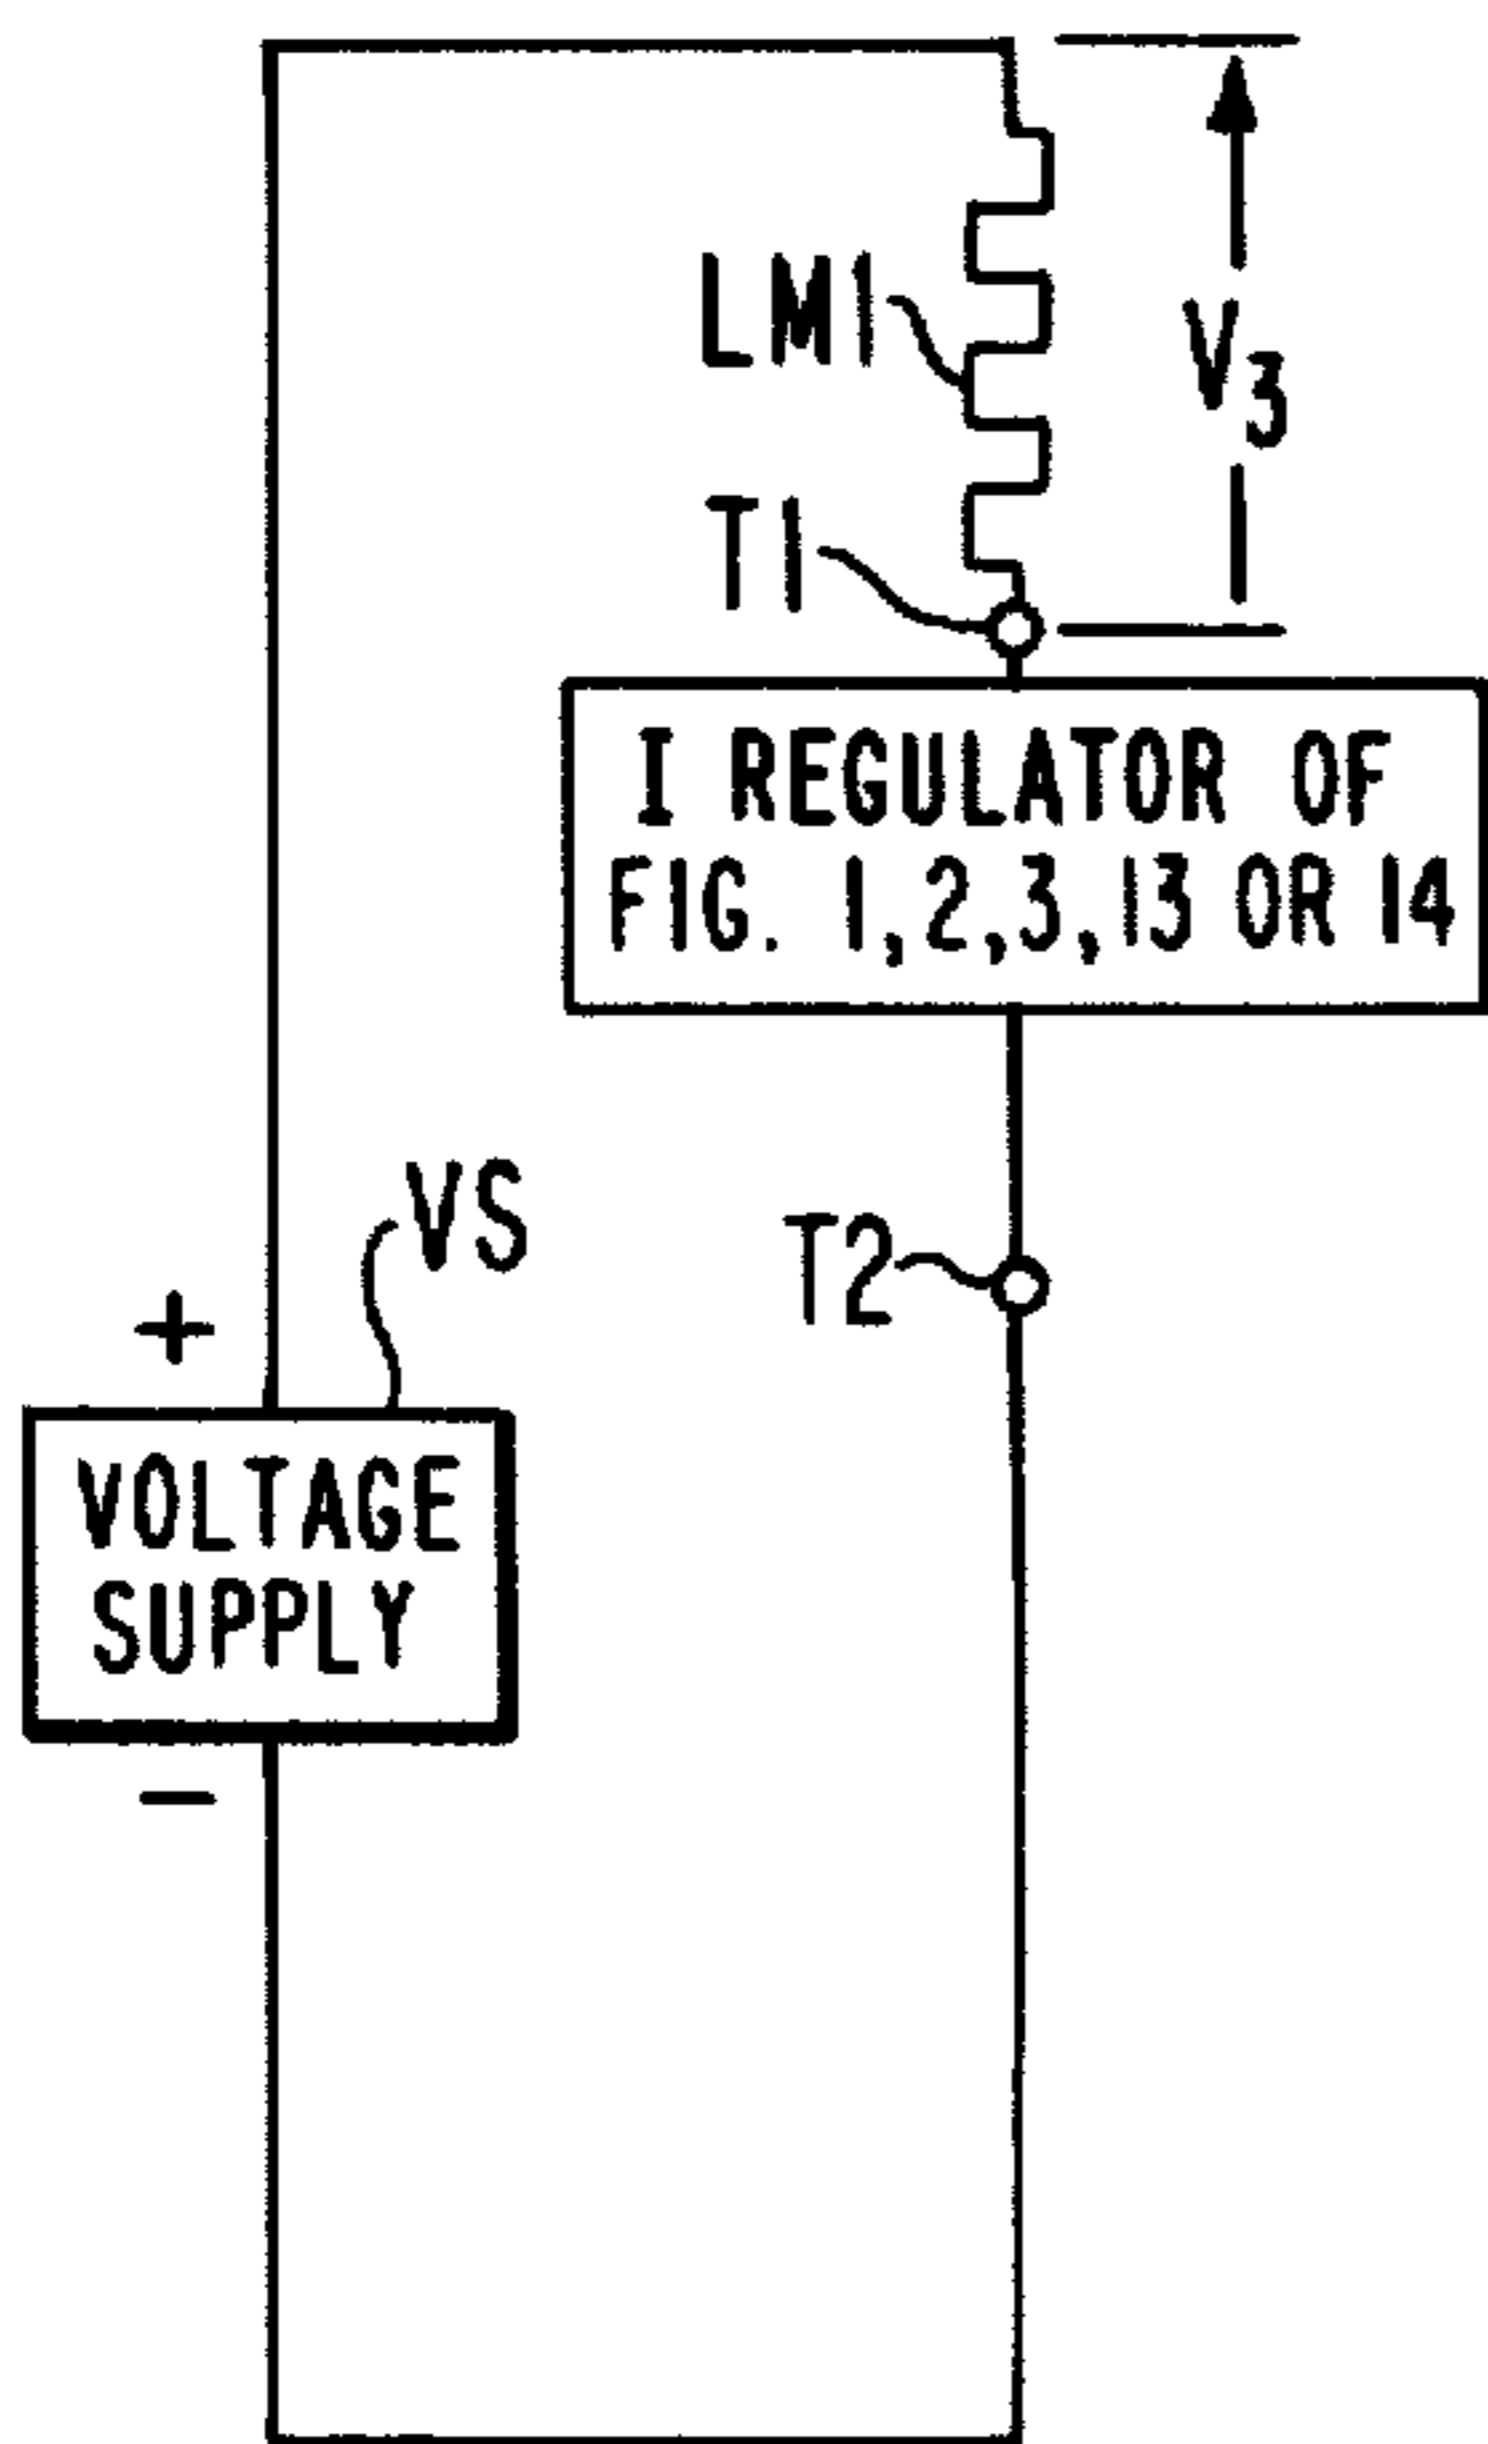 LM1
V3
T1
I REGULATOR OF
FIG. 1,2,3,13 OR 14
VS
T2
+
VOLTAGE
SUPPLY
−